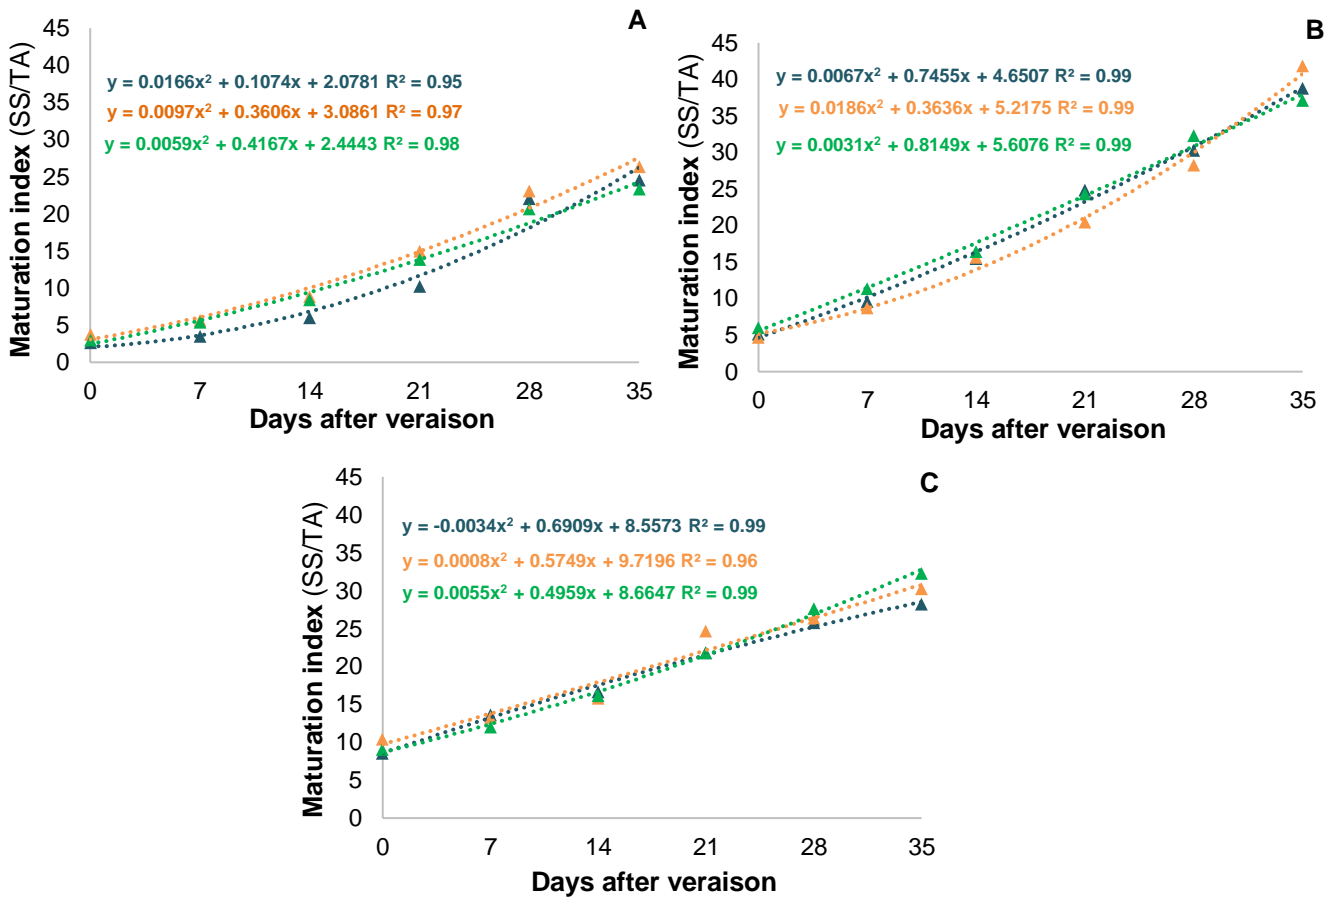 A
45
40
35
30
25
20
15
10
5
0
Maturation index (SS/TA)
y = 0.0166x² + 0.1074x + 2.0781 R² = 0.95
y = 0.0097x² + 0.3606x + 3.0861 R² = 0.97
y = 0.0059x² + 0.4167x + 2.4443 R² = 0.98
0 7 14 21 28 35
Days after veraison
B
45
40
35
30
25
20
15
10
5
0
Maturation index (SS/TA)
y = 0.0067x² + 0.7455x + 4.6507 R² = 0.99
y = 0.0186x² + 0.3636x + 5.2175 R² = 0.99
y = 0.0031x² + 0.8149x + 5.6076 R² = 0.99
0 7 14 21 28 35
Days after veraison
C
45
40
35
30
25
20
15
10
5
0
Maturation index (SS/TA)
y = -0.0034x² + 0.6909x + 8.5573 R² = 0.99
y = 0.0008x² + 0.5749x + 9.7196 R² = 0.96
y = 0.0055x² + 0.4959x + 8.6647 R² = 0.99
0 7 14 21 28 35
Days after veraison